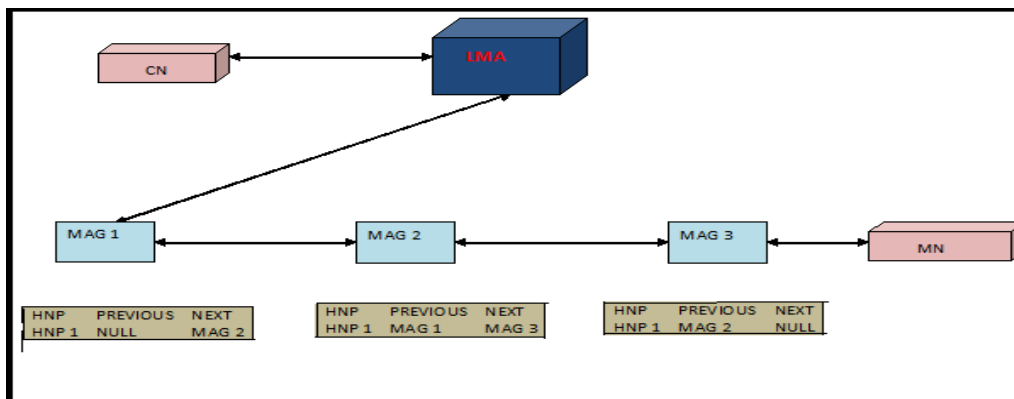 LMA
CN
MAG 1
MAG 2
MAG 3
MN
HNP PREVIOUS NEXT
HNP 1 NULL MAG 2
HNP PREVIOUS NEXT
HNP 1 MAG 1 MAG 3
HNP PREVIOUS NEXT
HNP 1 MAG 2 NULL